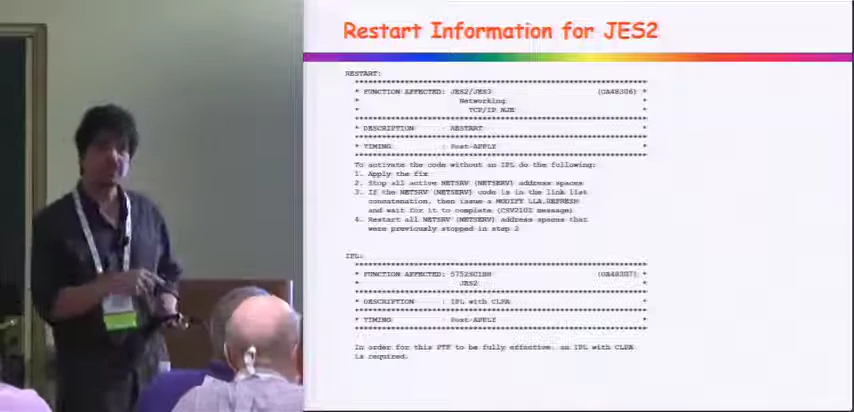 Restart Information for JES2
RESTART:
****************************************************************
* FUNCTION AFFECTED: JES2/JES3 (OA48306) *
* Networking *
* TCP/IP NJE *
****************************************************************
* DESCRIPTION : RESTART *
****************************************************************
* TIMING : Post-APPLY *
****************************************************************
To activate the code without an IPL do the following:
1. Apply the fix
2. Stop all active NETSRV (NETSERV) address spaces
3. If the NETSRV (NETSERV) code is in the link list
concatenation, then issue a MODIFY LLA,REFRESH
and wait for it to complete (CSV210I message)
4. Restart all NETSRV (NETSERV) address spaces that
were previously stopped in step 2
IPL:
****************************************************************
* FUNCTION AFFECTED: (OA48307) *
* JES2 *
****************************************************************
* DESCRIPTION : IPL with CLPA *
****************************************************************
* TIMING : Post-APPLY *
****************************************************************
In order for this PTF to be fully effective, an IPL with CLPA
is required.